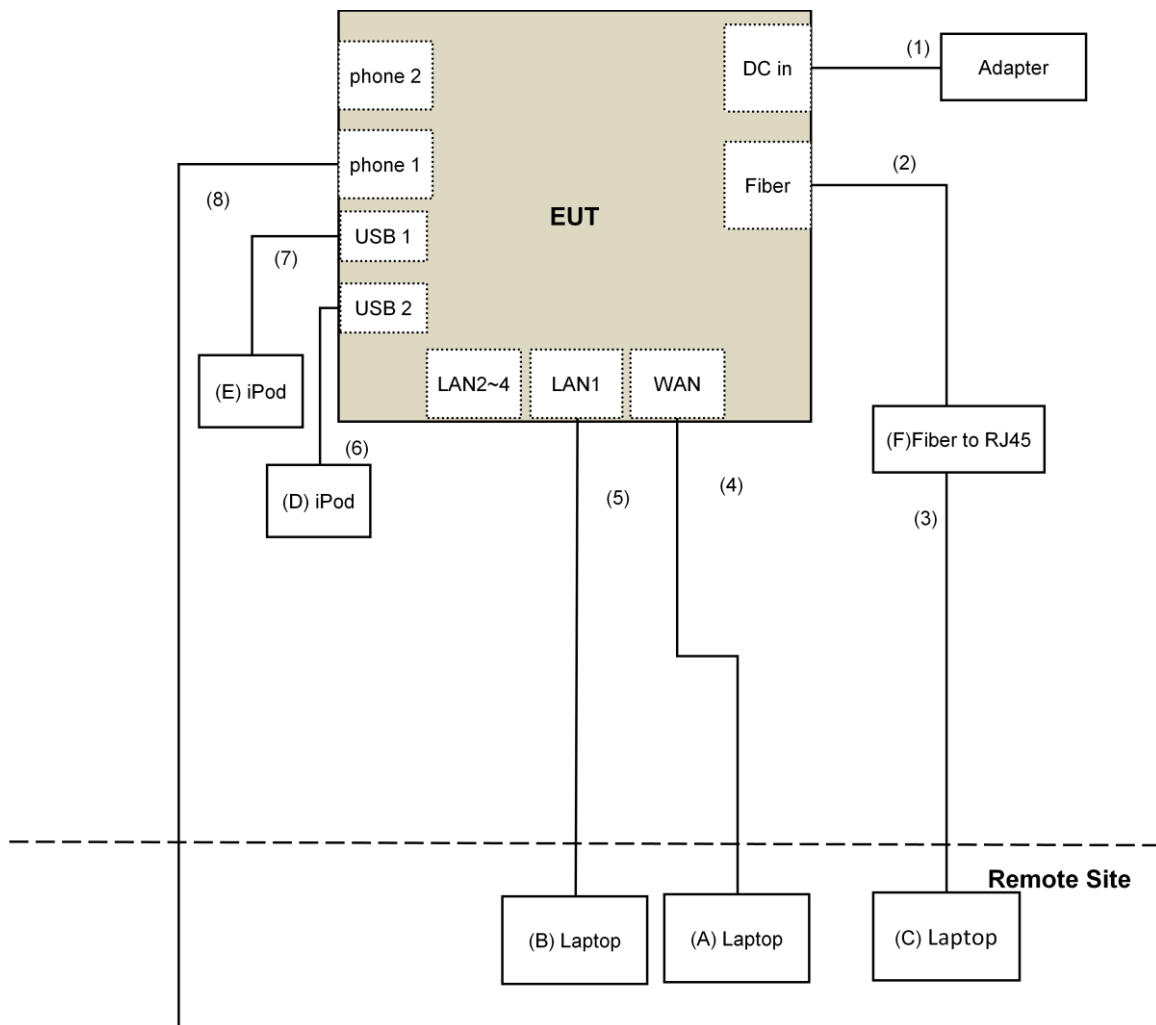 phone 2
DC in
(1)
Adapter
phone 1
(8)
Fiber
(2)
EUT
USB 1
(7)
USB 2
(E) iPod
LAN2~4
LAN1
WAN
(F)Fiber to RJ45
(6)
(D) iPod
(5)
(4)
(3)
Remote Site
(B) Laptop
(A) Laptop
(C) Laptop